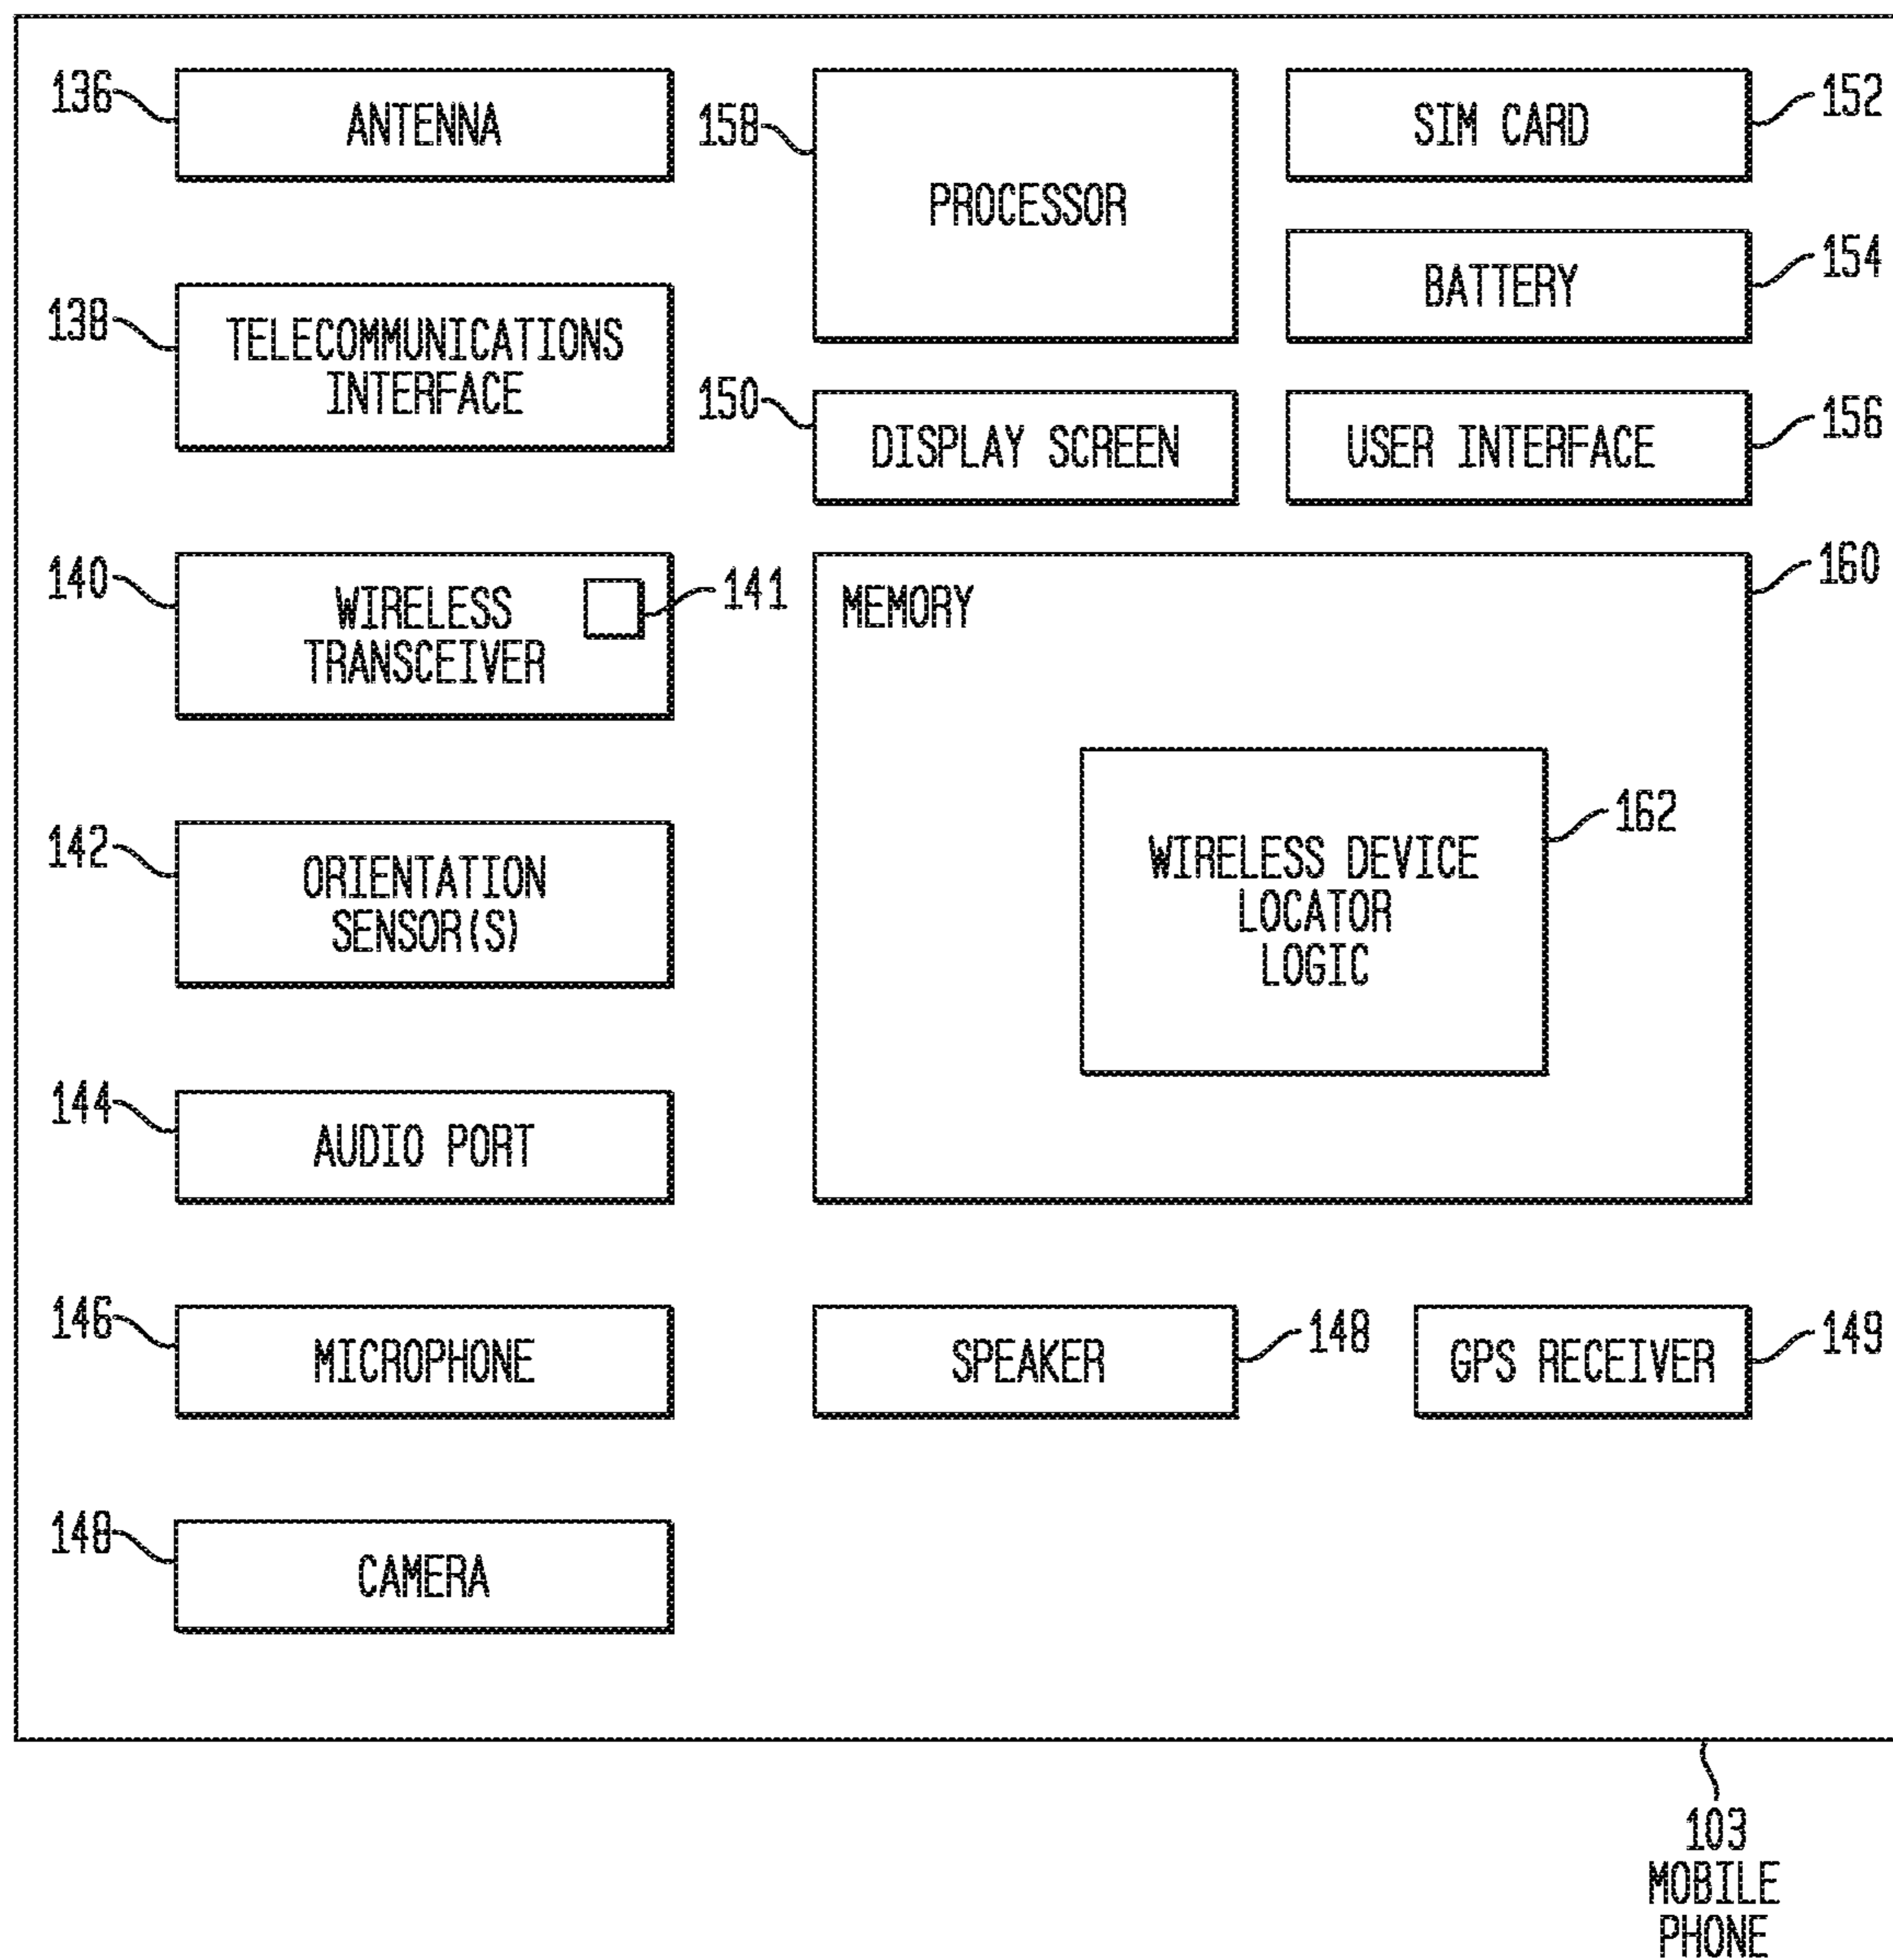 136
ANTENNA
158
PROCESSOR
SIM CARD
152
BATTERY
154
138
TELECOMMUNICATIONS
INTERFACE
150
DISPLAY SCREEN
USER INTERFACE
156
140
WIRELESS
TRANSCEIVER
141
MEMORY
160
142
ORIENTATION
SENSOR(S)
WIRELESS DEVICE
LOCATOR
LOGIC
162
144
AUDIO PORT
146
MICROPHONE
SPEAKER
148
GPS RECEIVER
149
148
CAMERA
103
MOBILE
PHONE